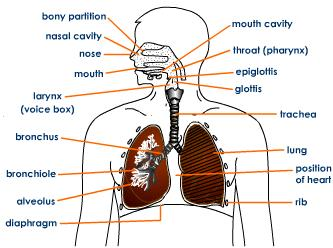 bony partition
nasal cavity
nose
mouth
larynx
(voice box)
bronchus
bronchiole
alveolus
diaphragm
mouth cavity
throat (pharynx)
epiglottis
glottis
trachea
lung
position
of heart
rib